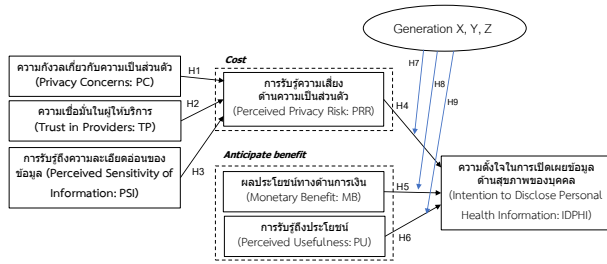 Generation X, Y, Z
Cost
ความกังวลเกี่ยวกับความเป็นส่วนตัว
(Privacy Concerns: PC)
H1
ความเชื่อมั่นในผู้ให้บริการ
(Trust in Providers: TP)
H2
การรับรู้ถึงความละเอียดอ่อนของ
ข้อมูล (Perceived Sensitivity of
Information: PSI)
H3
การรับรู้ความเสี่ยง
ด้านความเป็นส่วนตัว
(Perceived Privacy Risk: PRR)
H4
H7
H8
H9
Anticipate benefit
ผลประโยชน์ทางด้านการเงิน
(Monetary Benefit: MB)
H5
การรับรู้ถึงประโยชน์
(Perceived Usefulness: PU)
H6
ความตั้งใจในการเปิดเผยข้อมูล
ด้านสุขภาพของบุคคล
(Intention to Disclose Personal
Health Information: IDPHI)